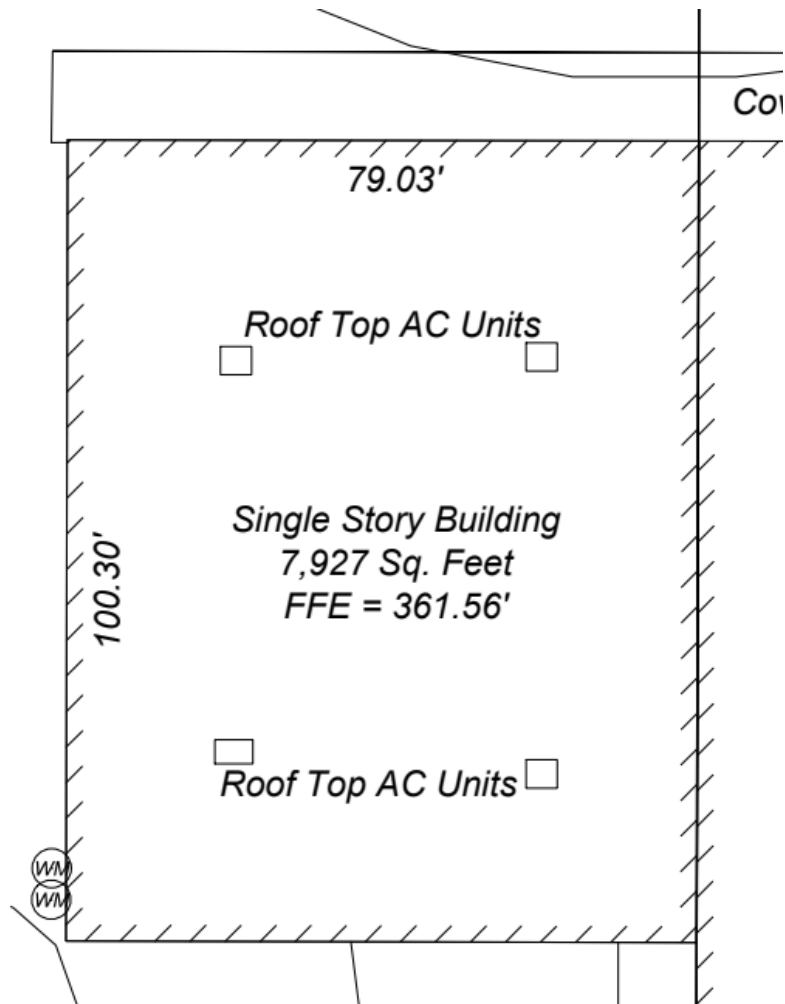 Cov
79.03'
Roof Top AC Units
Single Story Building
7,927 Sq. Feet
FFE = 361.56'
100.30'
Roof Top AC Units
WM
WM